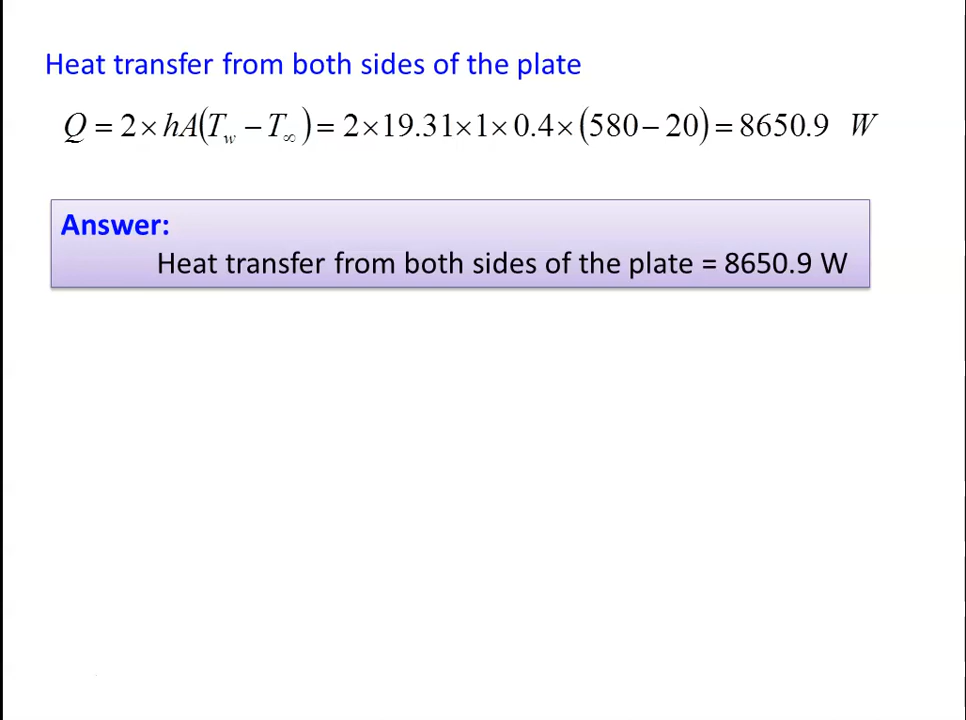 Heat transfer from both sides of the plate
Q = 2 × hA(T_w − T_∞) = 2×19.31×1×0.4×(580−20) = 8650.9 W
Answer:
Heat transfer from both sides of the plate = 8650.9 W